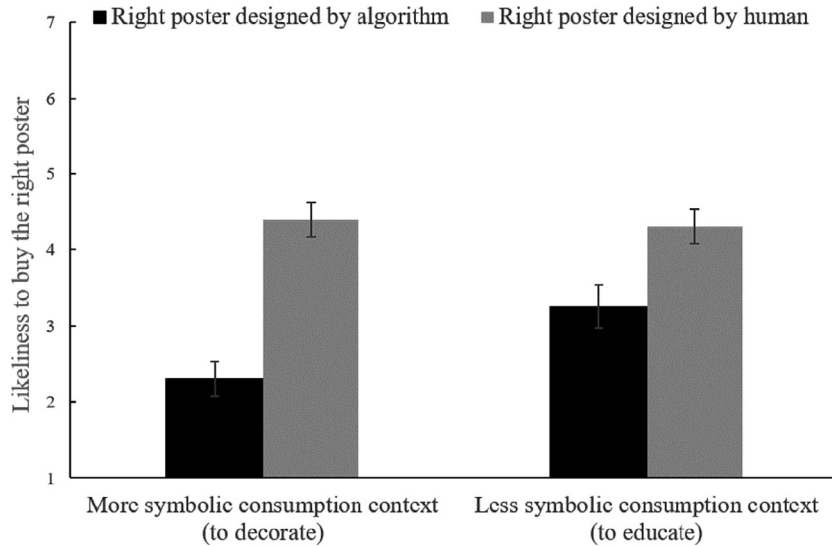 Right poster designed by algorithm
Right poster designed by human
Likeliness to buy the right poster
7
6
5
4
3
2
1
More symbolic consumption context
(to decorate)
Less symbolic consumption context
(to educate)